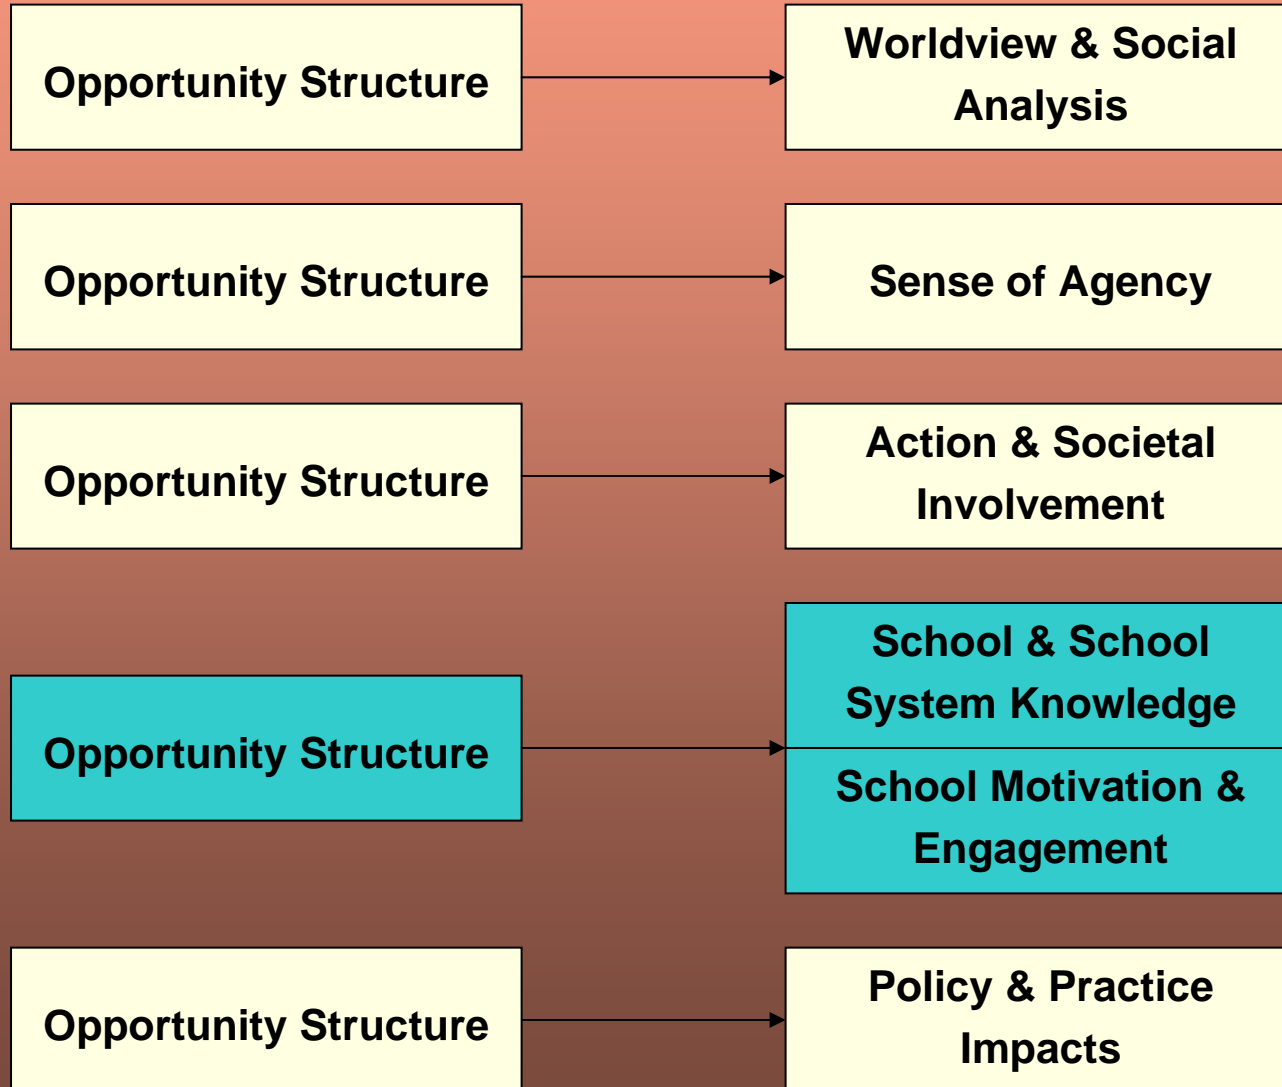 Opportunity Structure
Worldview & Social
Analysis
Opportunity Structure
Sense of Agency
Opportunity Structure
Action & Societal
Involvement
Opportunity Structure
School & School
System Knowledge
School Motivation &
Engagement
Opportunity Structure
Policy & Practice
Impacts